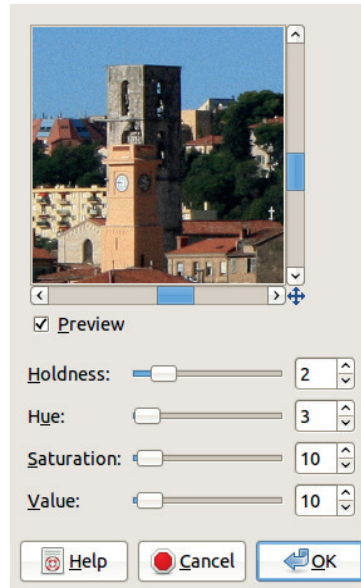 Preview
Holdness: 2
Hue: 3
Saturation: 10
Value: 10
Help Cancel OK